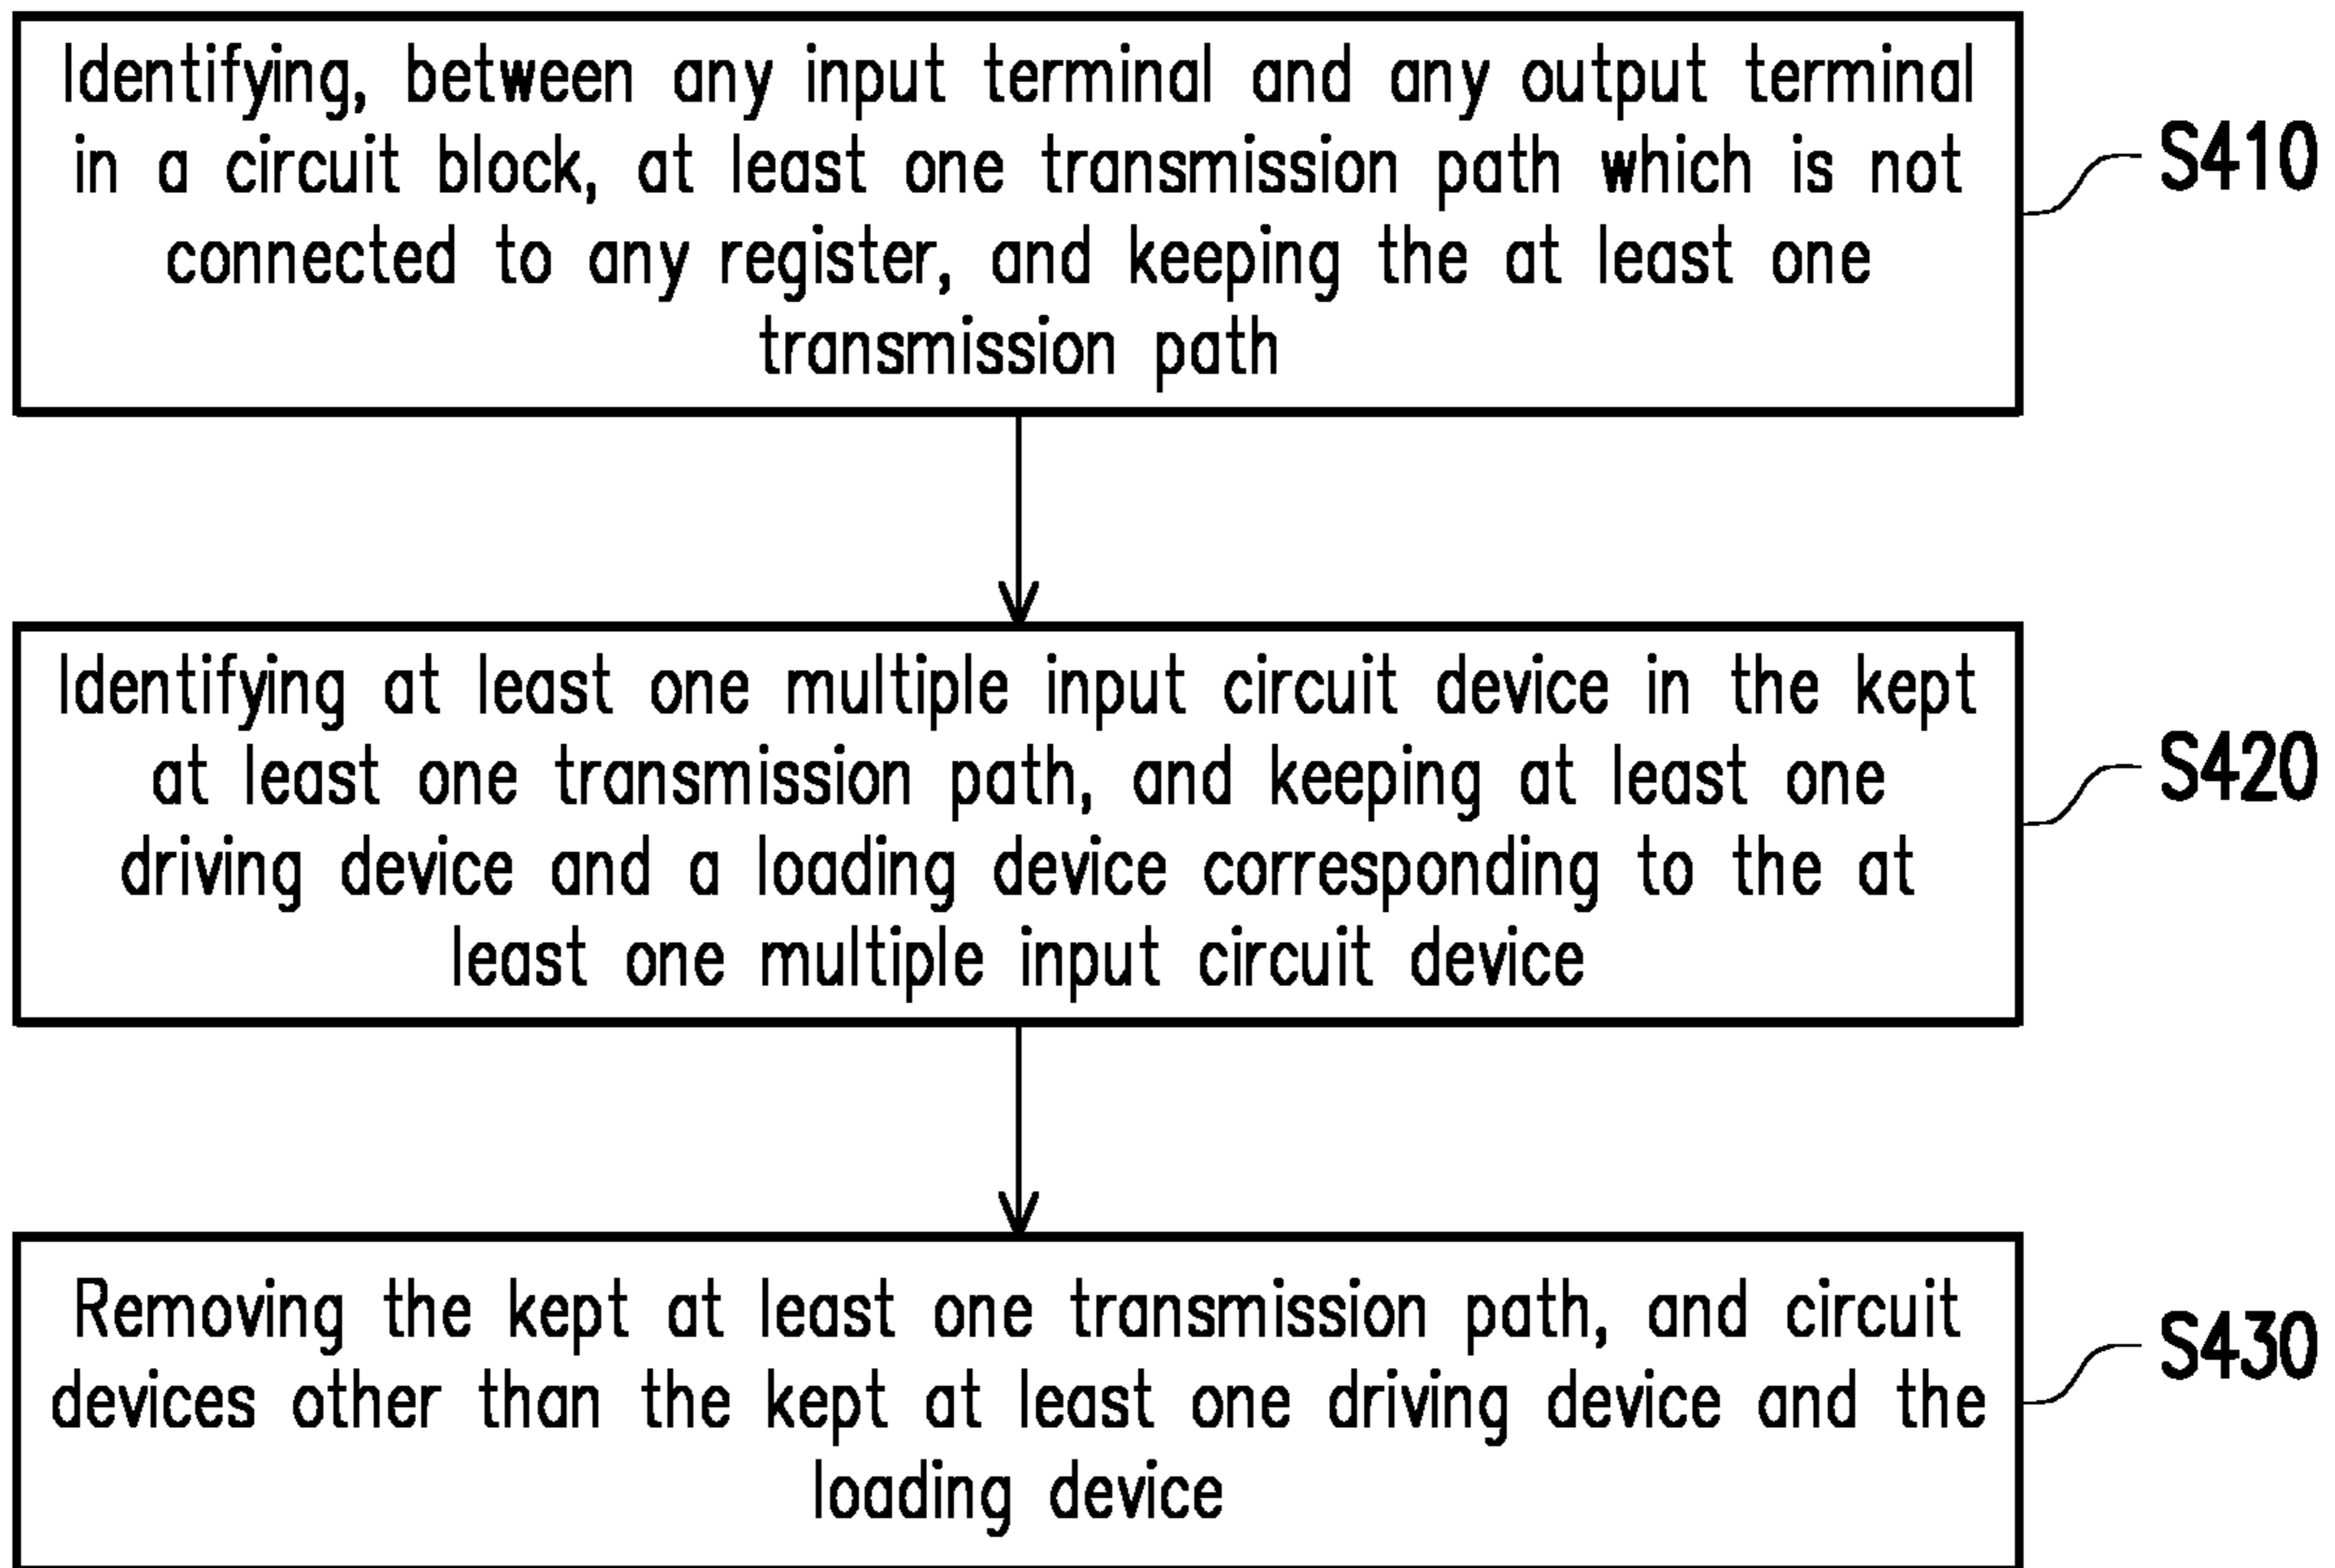 Identifying, between any input terminal and any output terminal
in a circuit block, at least one transmission path which is not
connected to any register, and keeping the at least one
transmission path
S410
Identifying at least one multiple input circuit device in the kept
at least one transmission path, and keeping at least one
driving device and a loading device corresponding to the at
least one multiple input circuit device
S420
Removing the kept at least one transmission path, and circuit
devices other than the kept at least one driving device and the
loading device
S430